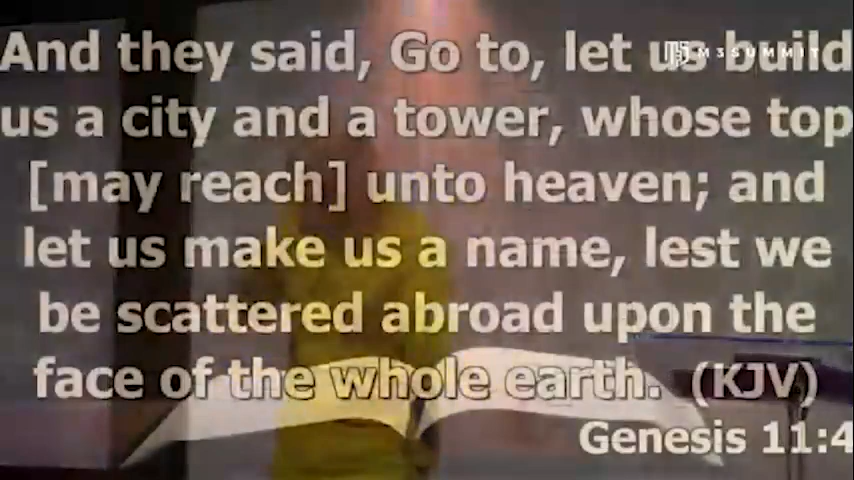 And they said, Go to, let us build
us a city and a tower, whose top
[may reach] unto heaven; and
let us make us a name, lest we
be scattered abroad upon the
face of the whole earth. (KJV)
Genesis 11:4
M3SUMMIT